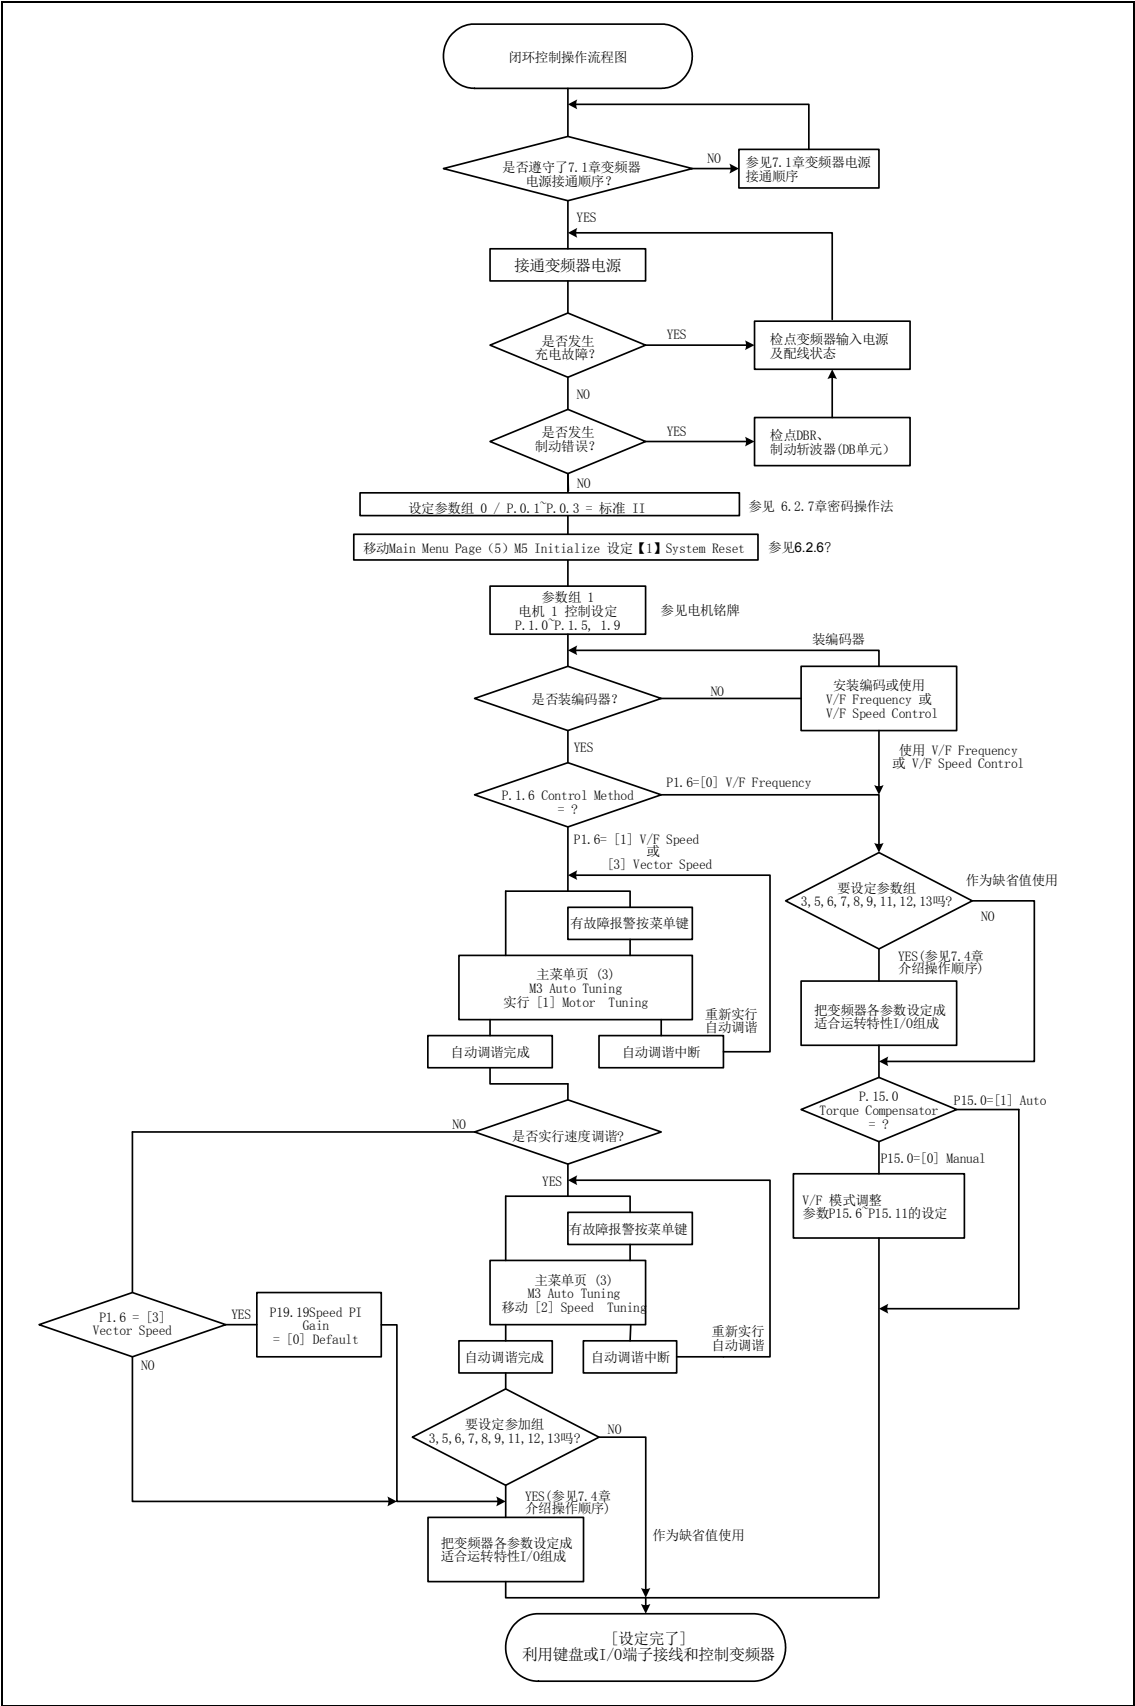 闭环控制操作流程图
是否遵守了7.1章变频器
电源接通顺序?
NO
参见7.1章变频器电源
接通顺序
YES
接通变频器电源
是否发生
充电故障?
YES
检点变频器输入电源
及配线状态
NO
是否发生
制动错误?
YES
检点DBR、
制动斩波器(DB单元)
NO
设定参数组 0 / P.0.1~P.0.3 = 标准 II
参见 6.2.7章密码操作法
移动Main Menu Page (5) M5 Initialize 设定【1】System Reset
参见6.2.6?
参数组 1
电机 1 控制设定
P.1.0~P.1.5, 1.9
参见电机铭牌
装编码器
是否装编码器?
NO
安装编码或使用
V/F Frequency 或
V/F Speed Control
YES
使用 V/F Frequency
或 V/F Speed Control
P.1.6 Control Method
= ?
P1.6=[0] V/F Frequency
P1.6= [1] V/F Speed
或
[3] Vector Speed
要设定参数组
3,5,6,7,8,9,11,12,13吗?
作为缺省值使用
NO
有故障报警按菜单键
YES(参见7.4章
介绍操作顺序)
主菜单页 (3)
M3 Auto Tuning
实行 [1] Motor Tuning
把变频器各参数设定成
适合运转特性I/O组成
重新实行
自动调谐
自动调谐完成
自动调谐中断
P.15.0
Torque Compensator
= ?
P15.0=[1] Auto
NO
是否实行速度调谐?
P15.0=[0] Manual
YES
V/F 模式调整
参数P15.6~P15.11的设定
有故障报警按菜单键
主菜单页 (3)
M3 Auto Tuning
移动 [2] Speed Tuning
P1.6 = [3]
Vector Speed
YES
P19.19Speed PI
Gain
= [0] Default
重新实行
自动调谐
自动调谐完成
自动调谐中断
NO
要设定参加组
3,5,6,7,8,9,11,12,13吗?
NO
YES(参见7.4章
介绍操作顺序)
把变频器各参数设定成
适合运转特性I/O组成
作为缺省值使用
[设定完了]
利用键盘或I/O端子接线和控制变频器